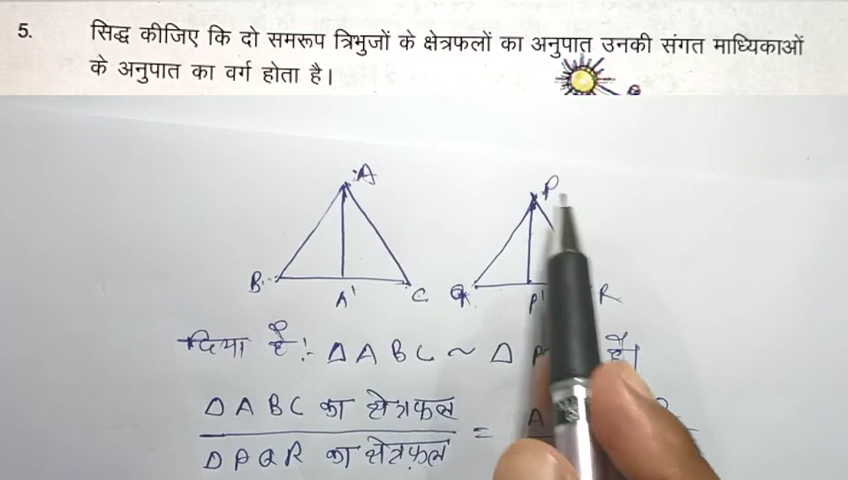 5. सिद्ध कीजिए कि दो समरूप त्रिभुजों के क्षेत्रफलों का अनुपात उनकी संगत माध्यिकाओं
के अनुपात का वर्ग होता है।
A P
B A' C Q P' R
दिया है:- ΔABC ~ Δ P है।
ΔABC का क्षेत्रफल = A
ΔPQR का क्षेत्रफल